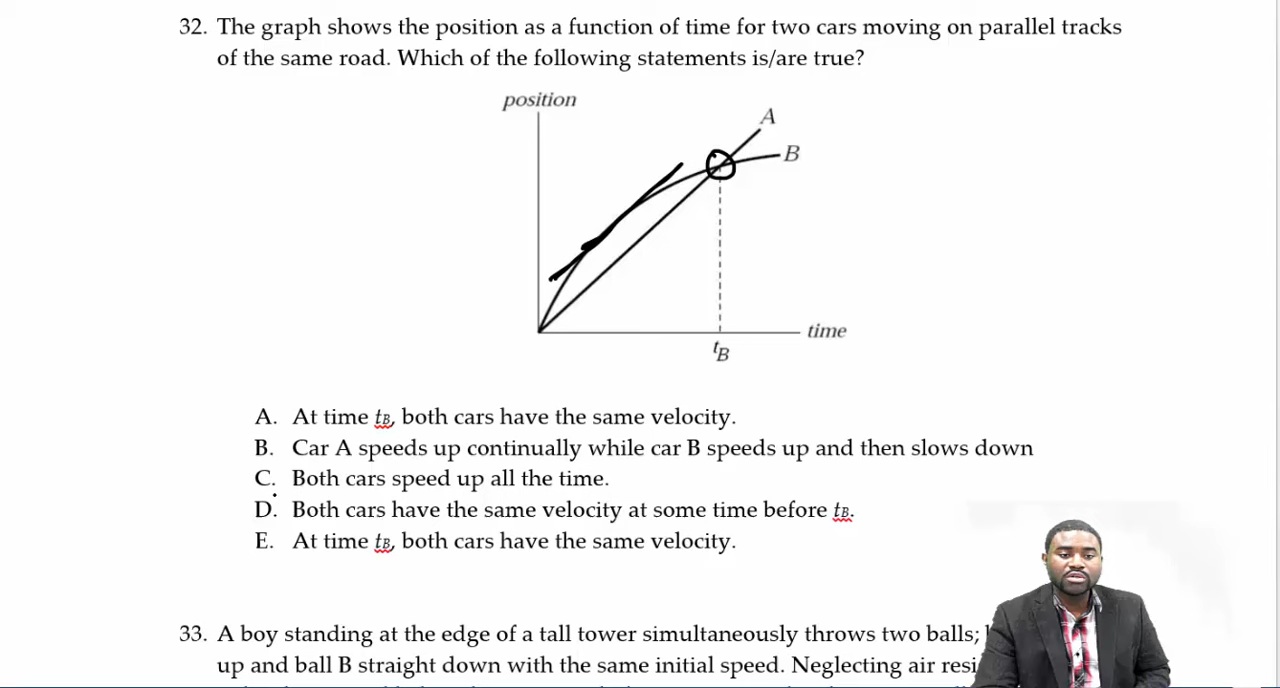 32. The graph shows the position as a function of time for two cars moving on parallel tracks
of the same road. Which of the following statements is/are true?
position
A
B
time
tB
A. At time tB, both cars have the same velocity.
B. Car A speeds up continually while car B speeds up and then slows down
C. Both cars speed up all the time.
D. Both cars have the same velocity at some time before tB.
E. At time tB, both cars have the same velocity.
33. A boy standing at the edge of a tall tower simultaneously throws two balls;
up and ball B straight down with the same initial speed. Neglecting air